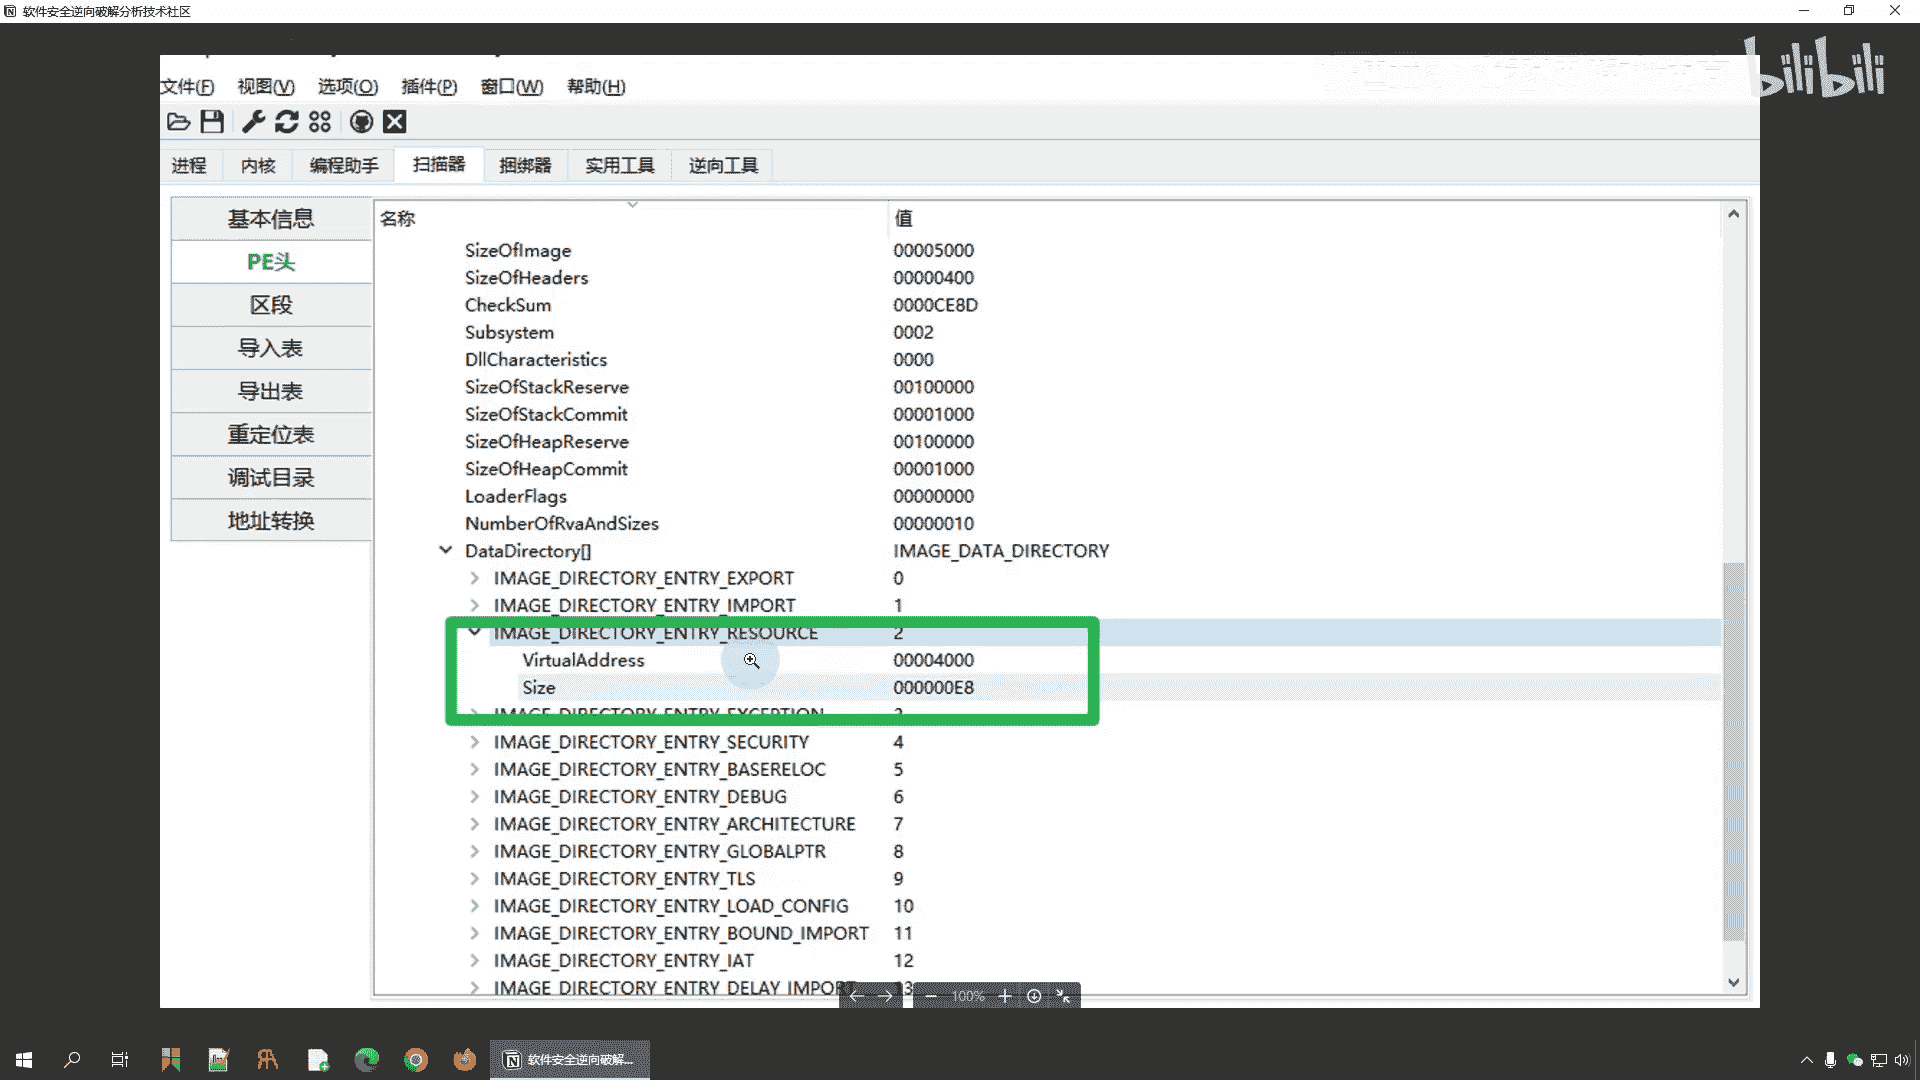 软件安全逆向破解分析技术社区
bilibili
文件(F) 视图(V) 选项(O) 插件(P) 窗口(W) 帮助(H)
进程 内核 编程助手 扫描器 捆绑器 实用工具 逆向工具
基本信息
PE头
区段
导入表
导出表
重定位表
调试目录
地址转换
名称 值
SizeOfImage 00005000
SizeOfHeaders 00000400
CheckSum 0000CE8D
Subsystem 0002
DllCharacteristics 0000
SizeOfStackReserve 00100000
SizeOfStackCommit 00001000
SizeOfHeapReserve 00100000
SizeOfHeapCommit 00001000
LoaderFlags 00000000
NumberOfRvaAndSizes 00000010
DataDirectory[] IMAGE_DATA_DIRECTORY
IMAGE_DIRECTORY_ENTRY_EXPORT 0
IMAGE_DIRECTORY_ENTRY_IMPORT 1
IMAGE_DIRECTORY_ENTRY_RESOURCE 2
VirtualAddress 00004000
Size 000000E8
IMAGE_DIRECTORY_ENTRY_EXCEPTION 3
IMAGE_DIRECTORY_ENTRY_SECURITY 4
IMAGE_DIRECTORY_ENTRY_BASERELOC 5
IMAGE_DIRECTORY_ENTRY_DEBUG 6
IMAGE_DIRECTORY_ENTRY_ARCHITECTURE 7
IMAGE_DIRECTORY_ENTRY_GLOBALPTR 8
IMAGE_DIRECTORY_ENTRY_TLS 9
IMAGE_DIRECTORY_ENTRY_LOAD_CONFIG 10
IMAGE_DIRECTORY_ENTRY_BOUND_IMPORT 11
IMAGE_DIRECTORY_ENTRY_IAT 12
IMAGE_DIRECTORY_ENTRY_DELAY_IMPORT 13
100%
软件安全逆向破解...